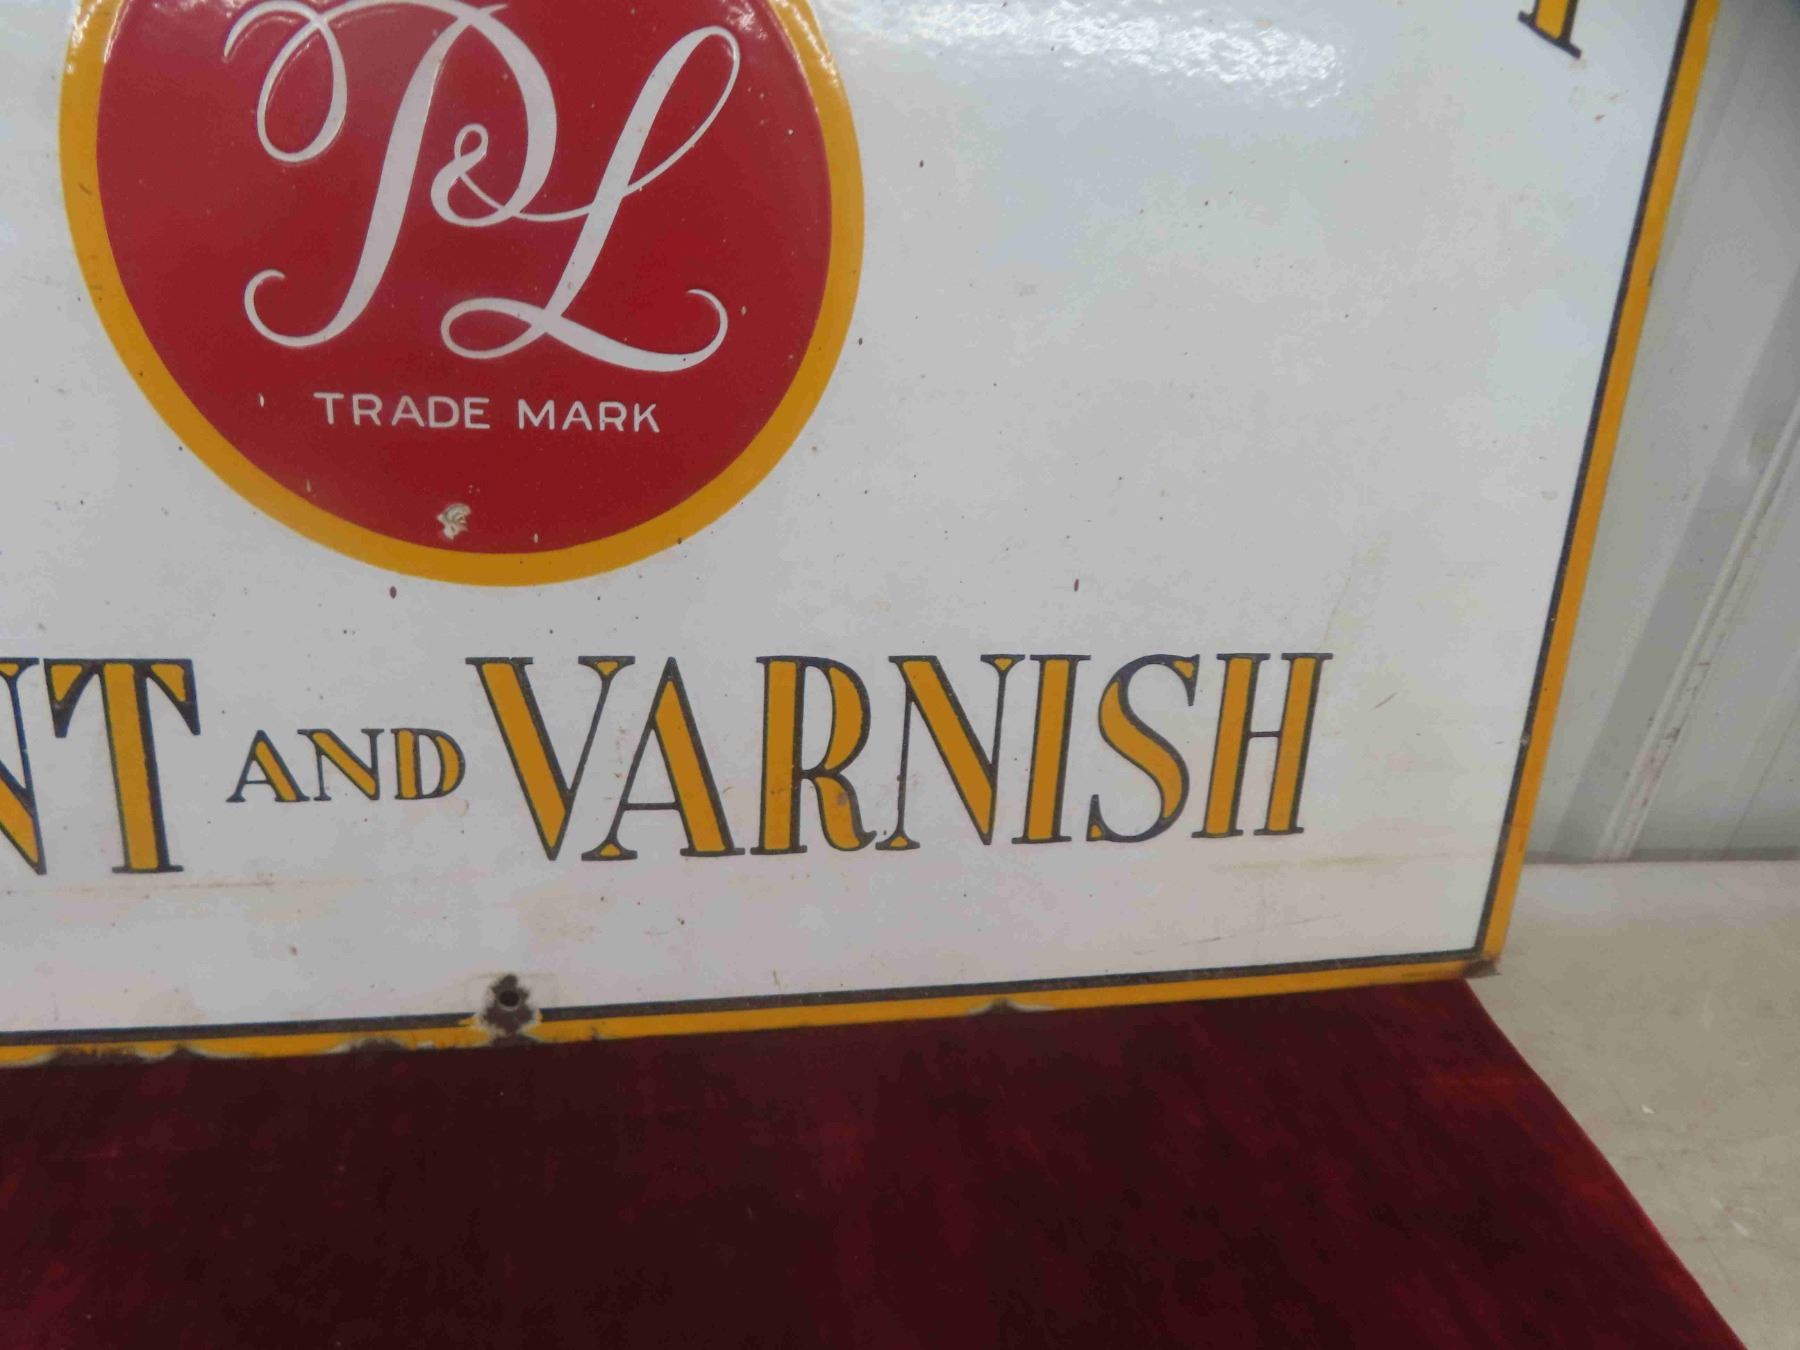 P&L
TRADE MARK
NT AND VARNISH